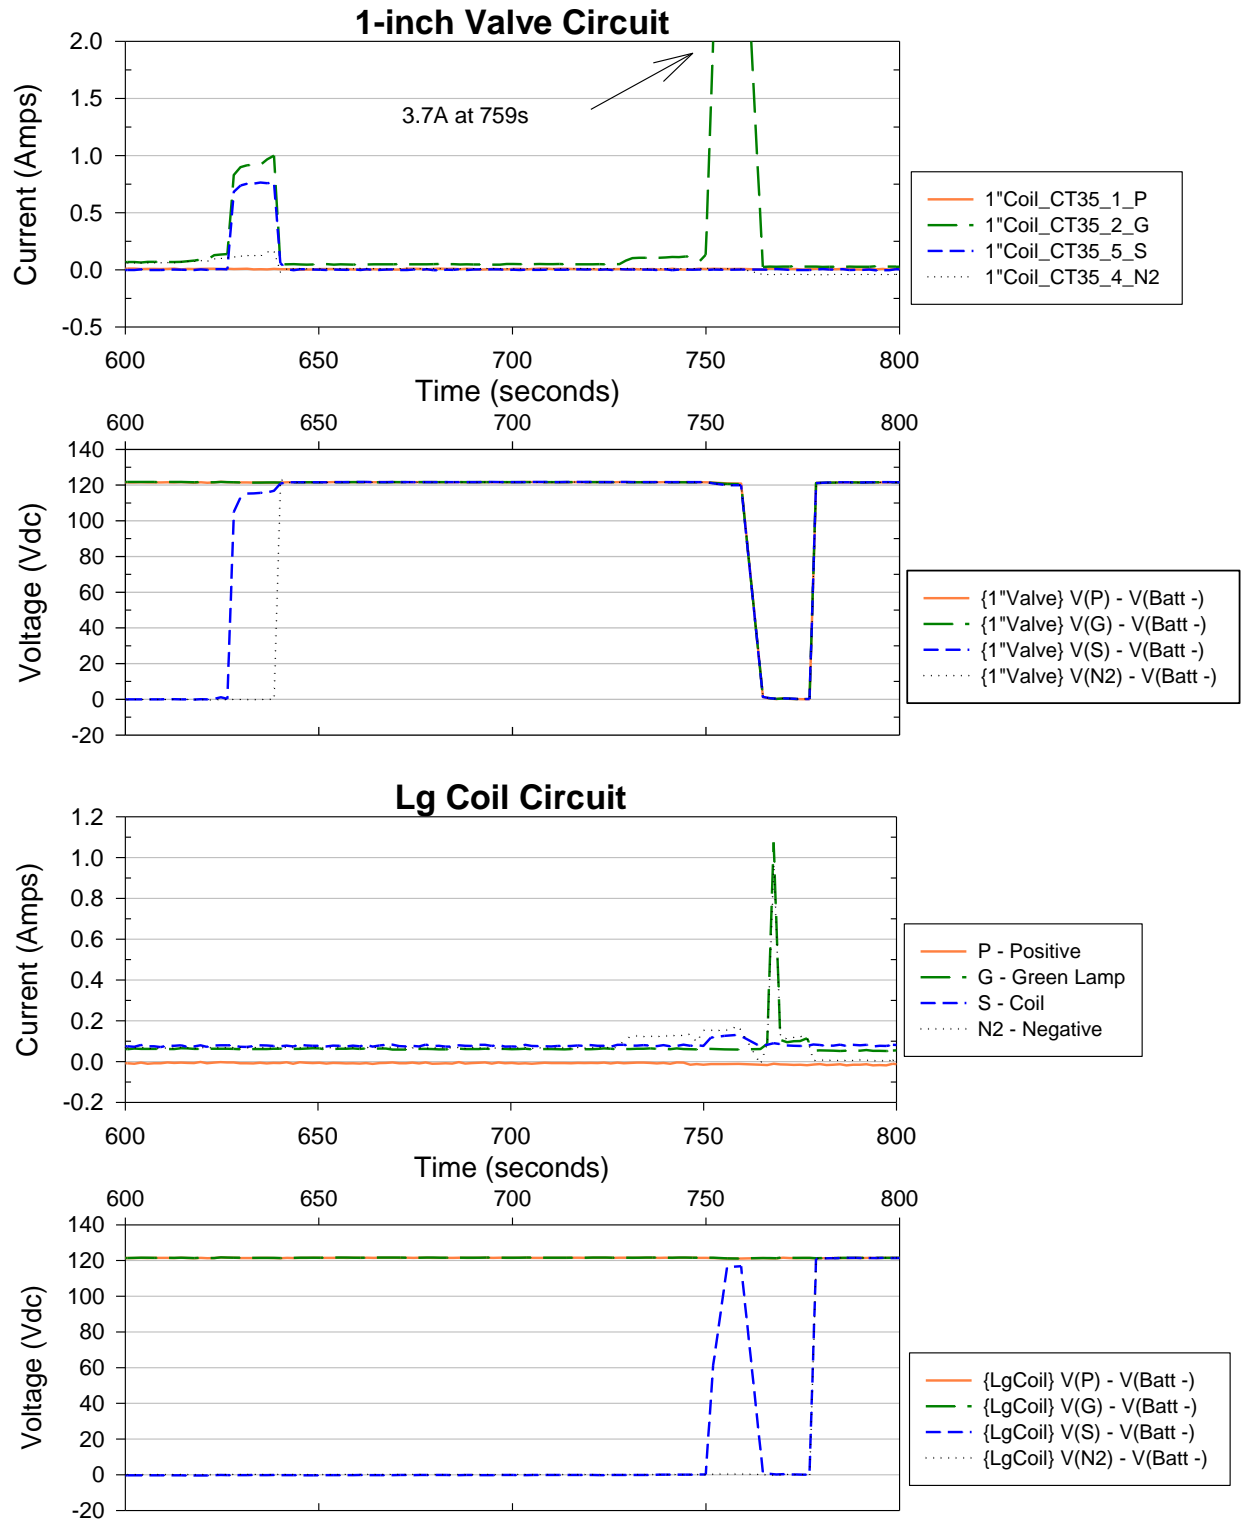 1-inch Valve Circuit
2.0
1.5
1.0
0.5
0.0
-0.5
Current (Amps)
3.7A at 759s
600 650 700 750 800
Time (seconds)
1"Coil_CT35_1_P
1"Coil_CT35_2_G
1"Coil_CT35_5_S
1"Coil_CT35_4_N2
600 650 700 750 800
140
120
100
80
60
40
20
0
-20
Voltage (Vdc)
{1"Valve} V(P) - V(Batt -)
{1"Valve} V(G) - V(Batt -)
{1"Valve} V(S) - V(Batt -)
{1"Valve} V(N2) - V(Batt -)
Lg Coil Circuit
1.2
1.0
0.8
0.6
0.4
0.2
0.0
-0.2
Current (Amps)
600 650 700 750 800
Time (seconds)
P - Positive
G - Green Lamp
S - Coil
N2 - Negative
600 650 700 750 800
140
120
100
80
60
40
20
0
-20
Voltage (Vdc)
{LgCoil} V(P) - V(Batt -)
{LgCoil} V(G) - V(Batt -)
{LgCoil} V(S) - V(Batt -)
{LgCoil} V(N2) - V(Batt -)